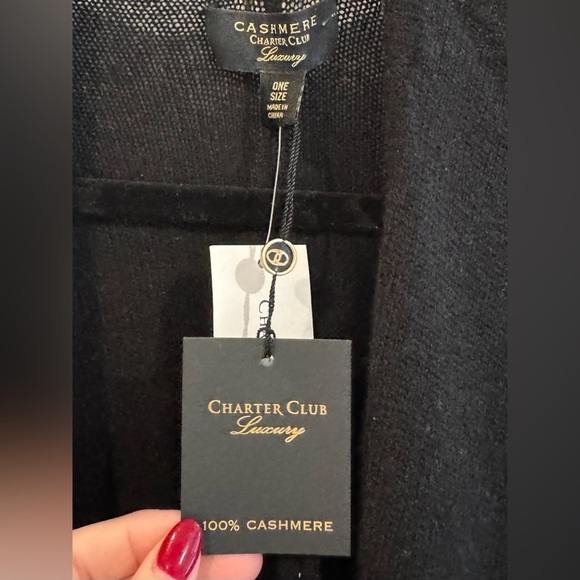 CASHMERE
CHARTER CLUB
Luxury
ONE
SIZE
MADE IN
CHINA
CHARTER CLUB
Luxury
100% CASHMERE